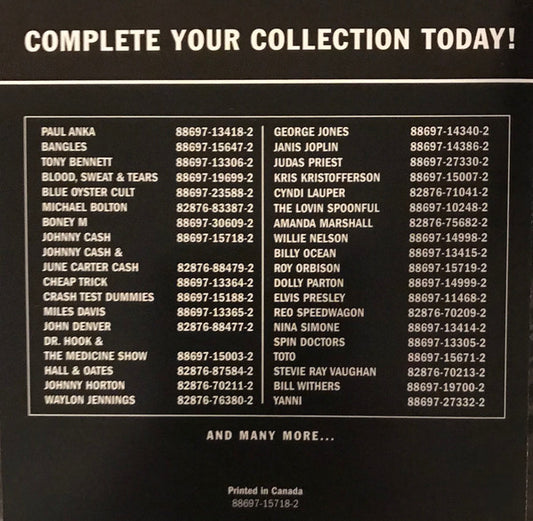 COMPLETE YOUR COLLECTION TODAY!
PAUL ANKA 88697-13418-2
BANGLES 88697-15647-2
TONY BENNETT 88697-13306-2
BLOOD, SWEAT & TEARS 88697-19699-2
BLUE OYSTER CULT 88697-23588-2
MICHAEL BOLTON 82876-83387-2
BONEY M 88697-30609-2
JOHNNY CASH 88697-15718-2
JOHNNY CASH &
JUNE CARTER CASH 82876-88479-2
CHEAP TRICK 88697-13364-2
CRASH TEST DUMMIES 88697-15188-2
MILES DAVIS 88697-13365-2
JOHN DENVER 82876-88477-2
DR. HOOK &
THE MEDICINE SHOW 88697-15003-2
HALL & OATES 82876-87584-2
JOHNNY HORTON 82876-70211-2
WAYLON JENNINGS 82876-76380-2
GEORGE JONES 88697-14340-2
JANIS JOPLIN 88697-14386-2
JUDAS PRIEST 88697-27330-2
KRIS KRISTOFFERSON 88697-15007-2
CYNDI LAUPER 82876-71041-2
THE LOVIN SPOONFUL 88697-10248-2
AMANDA MARSHALL 82876-75682-2
WILLIE NELSON 88697-14998-2
BILLY OCEAN 88697-13415-2
ROY ORBISON 88697-15719-2
DOLLY PARTON 88697-14999-2
ELVIS PRESLEY 88697-11468-2
REO SPEEDWAGON 82876-70209-2
NINA SIMONE 88697-13414-2
SPIN DOCTORS 88697-13305-2
TOTO 88697-15671-2
STEVIE RAY VAUGHAN 82876-70213-2
BILL WITHERS 88697-19700-2
YANNI 88697-27332-2
AND MANY MORE...
Printed in Canada
88697-15718-2